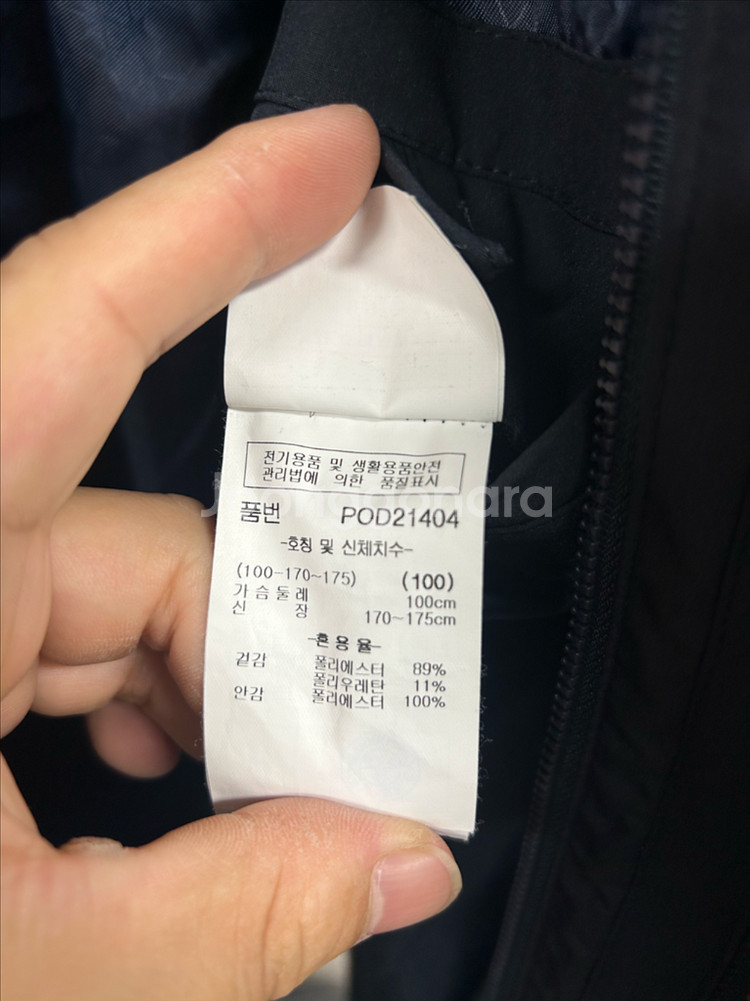 전기용품 및 생활용품안전
관리법에 의한 품질표시
Joonggonara
품번 POD21404
-호칭 및 신체치수-
(100-170~175) (100)
가 슴 둘 레 100cm
신 장 170~175cm
-혼 용 율-
겉감 폴리에스터 89%
폴리우레탄 11%
안감 폴리에스터 100%